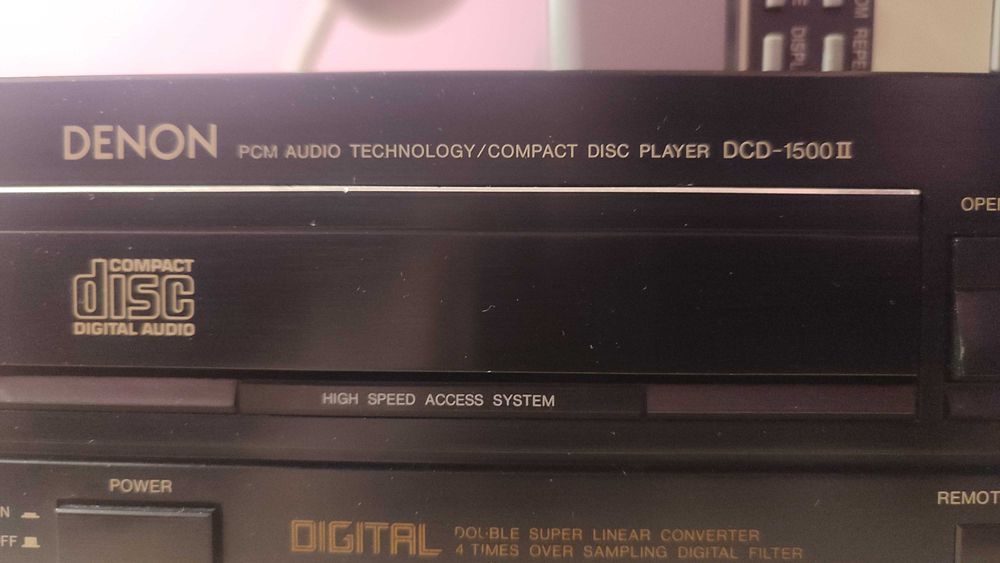 DENON PCM AUDIO TECHNOLOGY/COMPACT DISC PLAYER DCD-1500II
COMPACT
disc
DIGITAL AUDIO
HIGH SPEED ACCESS SYSTEM
POWER
DIGITAL
DOUBLE SUPER LINEAR CONVERTER
4 TIMES OVER SAMPLING DIGITAL FILTER